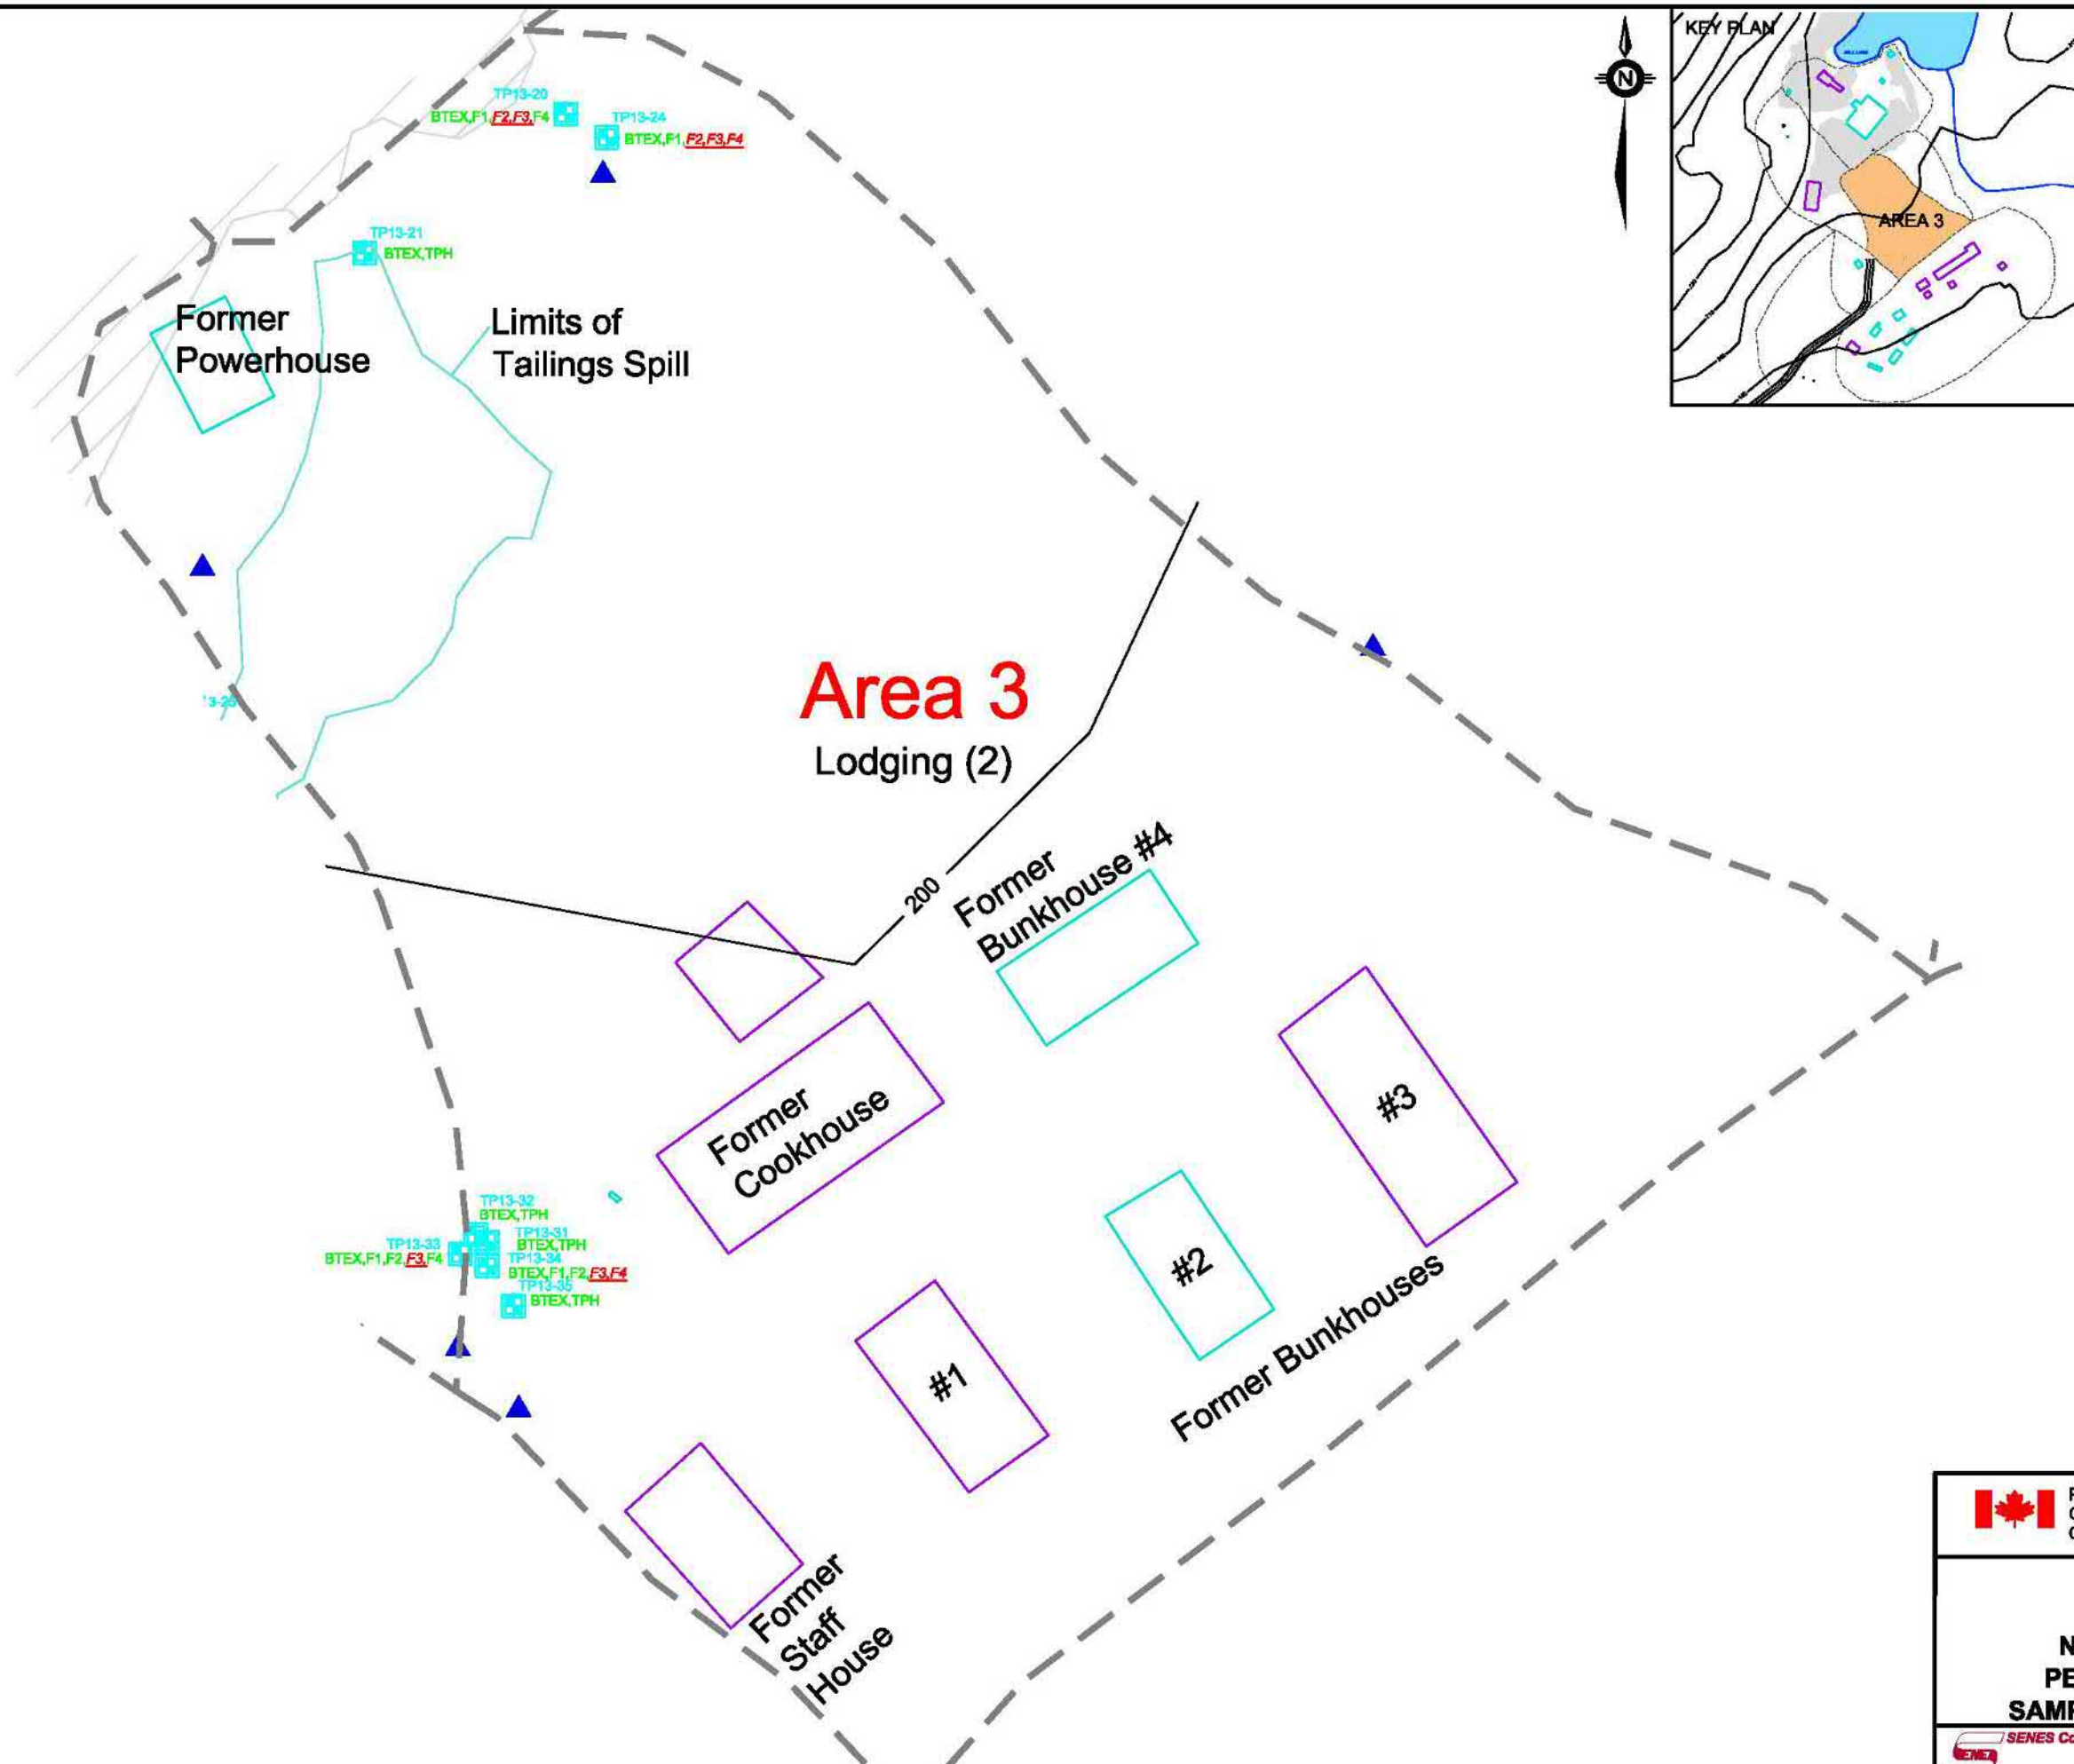 KEY PLAN
N
AREA 3
TP13-20
BTEX,F1,F2,F3,F4
TP13-24
BTEX,F1,F2,F3,F4
TP13-21
BTEX,TPH
Former
Powerhouse
Limits of
Tailings Spill
Area 3
Lodging (2)
200
Former
Bunkhouse #4
Former
Cookhouse
#3
#2
#1
Former Bunkhouses
TP13-32
BTEX,TPH
TP13-31
BTEX,TPH
TP13-33
BTEX,F1,F2,F3,F4
TP13-34
BTEX,F1,F2,F3,F4
TP13-35
BTEX,TPH
Former
Staff
House
N
PE
SAMP
SENES Co